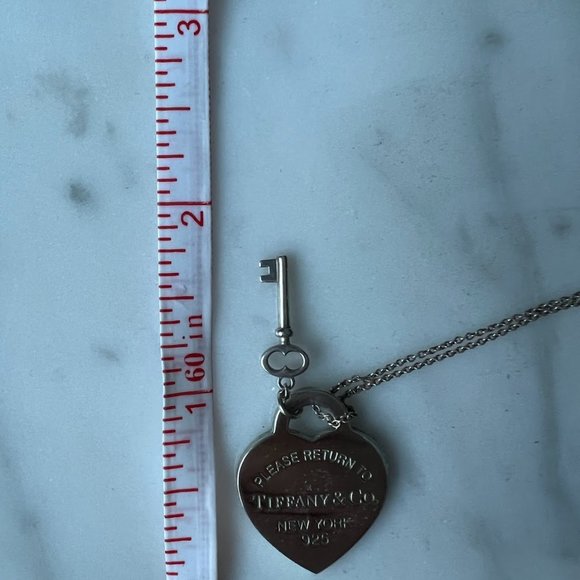 3
2
60 in
1
PLEASE RETURN TO
TIFFANY & CO.
NEW YORK
925